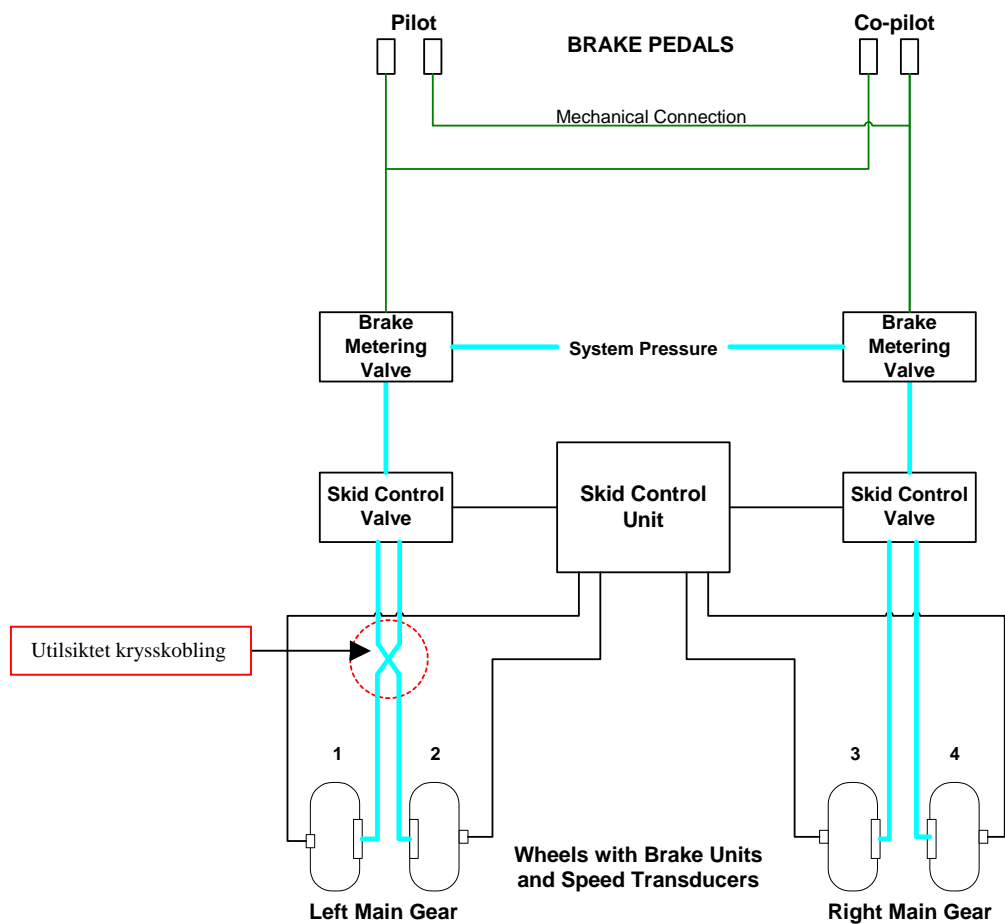 Pilot
BRAKE PEDALS
Co-pilot
Mechanical Connection
Brake
Metering
Valve
System Pressure
Brake
Metering
Valve
Skid Control
Valve
Skid Control
Unit
Skid Control
Valve
Utilsiktet krysskobling
1
2
3
4
Wheels with Brake Units
and Speed Transducers
Left Main Gear
Right Main Gear